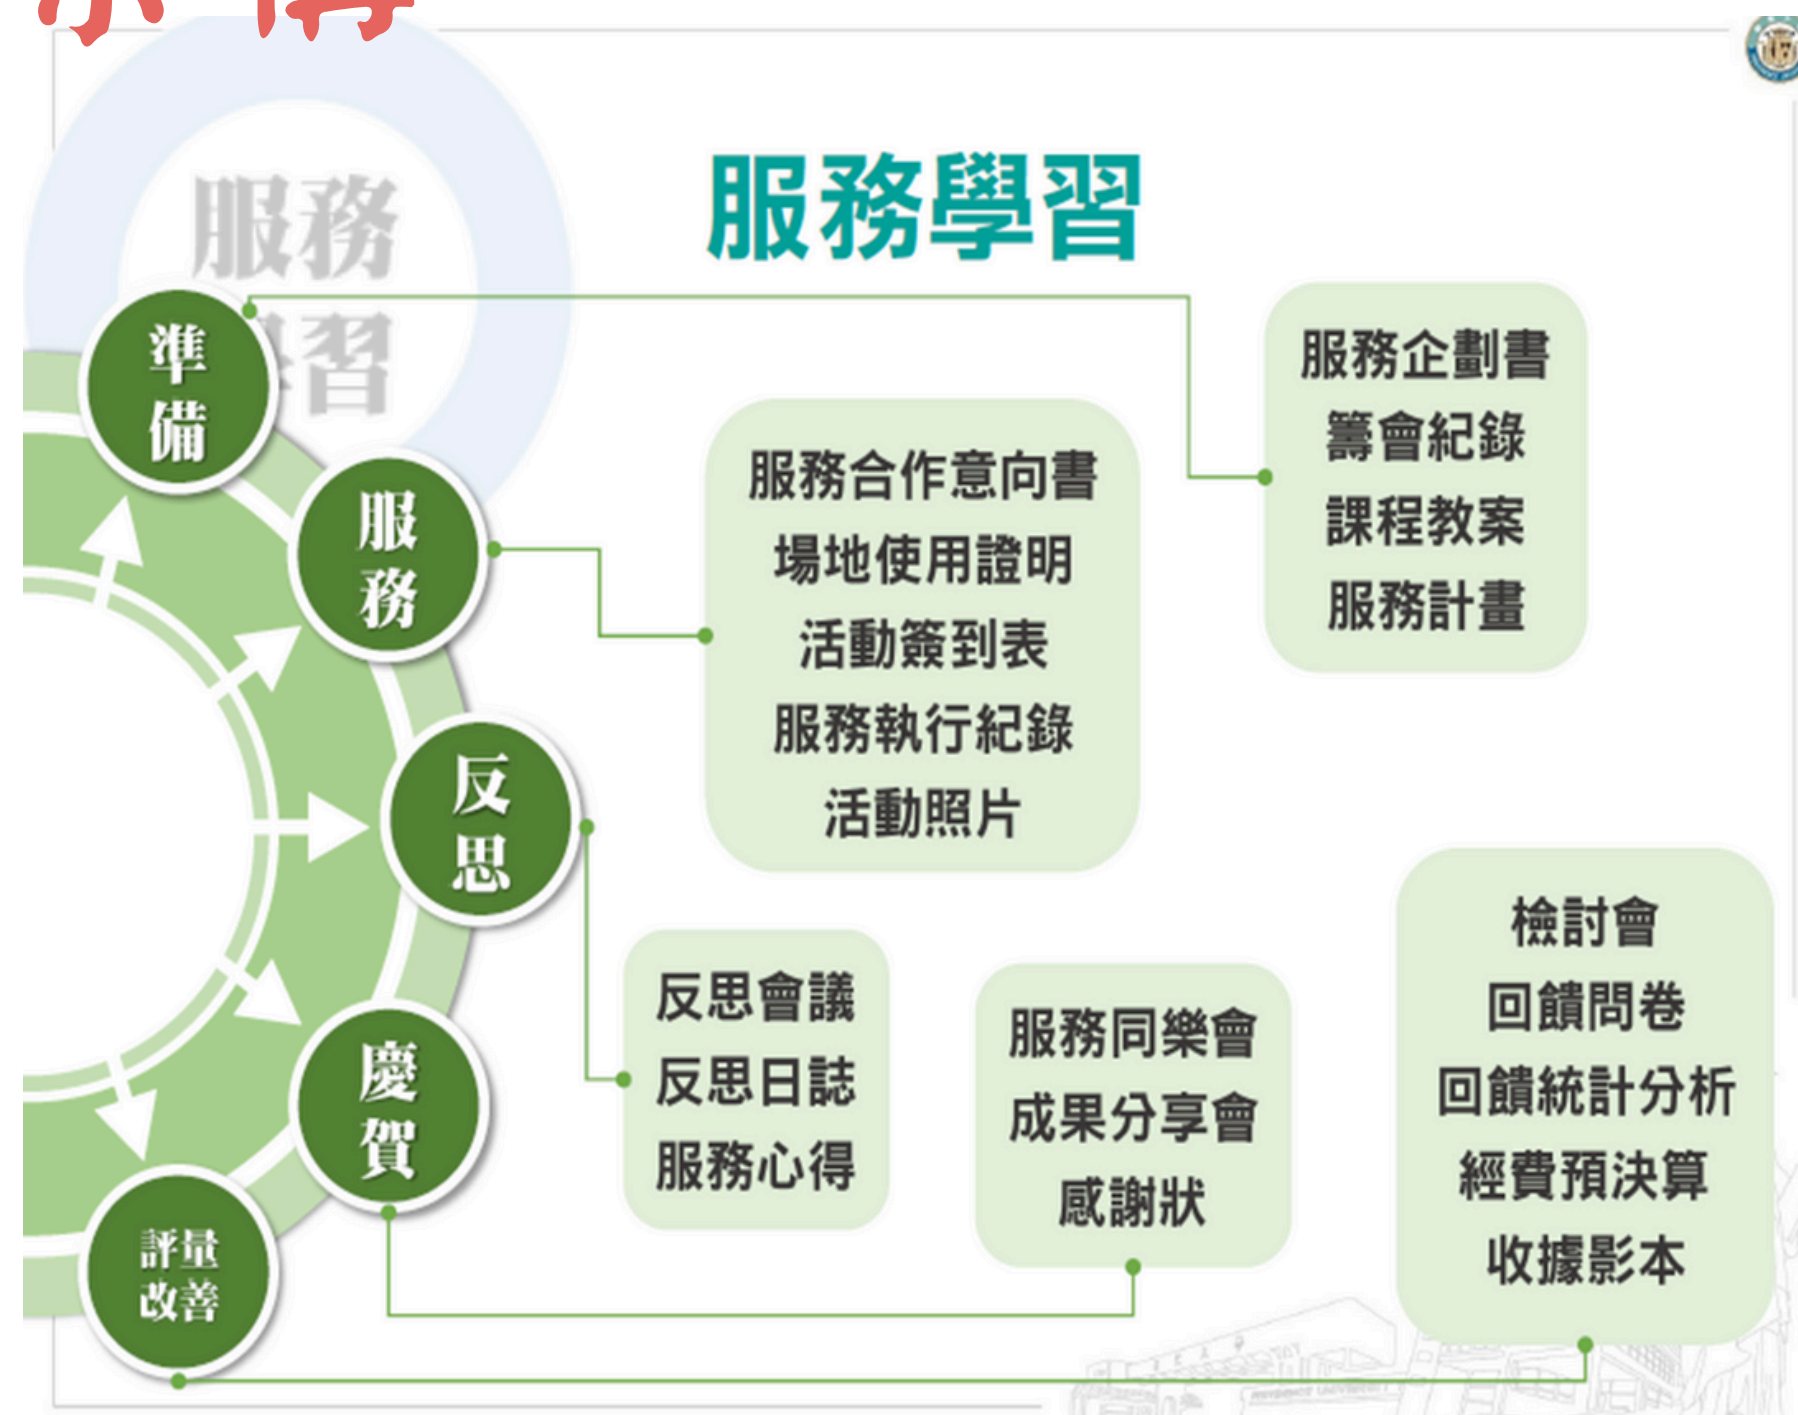 服務學習
服務
習
準
備
服務企劃書
籌會紀錄
課程教案
服務計畫
服
務
服務合作意向書
場地使用證明
活動簽到表
服務執行紀錄
活動照片
反
思
反思會議
反思日誌
服務心得
慶
賀
服務同樂會
成果分享會
感謝狀
評量
改善
檢討會
回饋問卷
回饋統計分析
經費預決算
收據影本